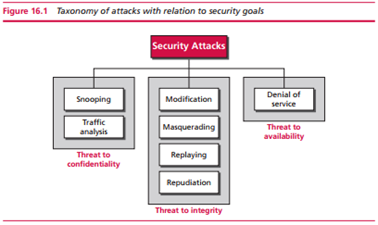 Figure 16.1 Taxonomy of attacks with relation to security goals
Security Attacks
Snooping
Traffic
analysis
Threat to
confidentiality
Modification
Masquerading
Replaying
Repudiation
Threat to integrity
Denial of
service
Threat to
availability